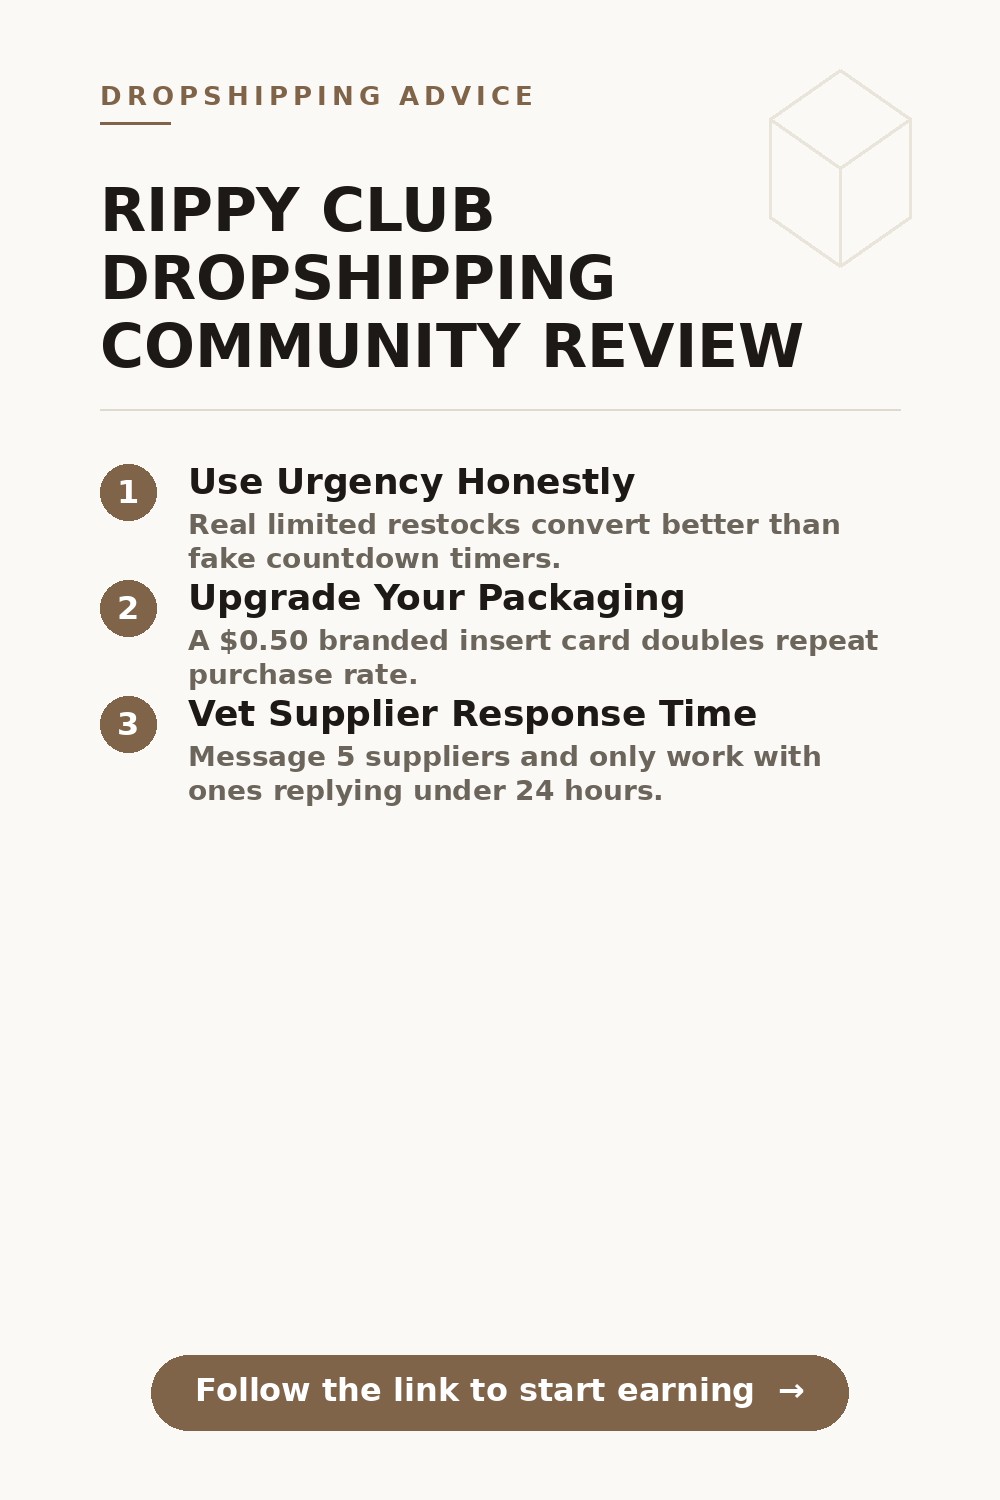 DROPSHIPPING ADVICE
RIPPY CLUB
DROPSHIPPING
COMMUNITY REVIEW
1 Use Urgency Honestly
Real limited restocks convert better than
fake countdown timers.
2 Upgrade Your Packaging
A $0.50 branded insert card doubles repeat
purchase rate.
3 Vet Supplier Response Time
Message 5 suppliers and only work with
ones replying under 24 hours.
Follow the link to start earning →